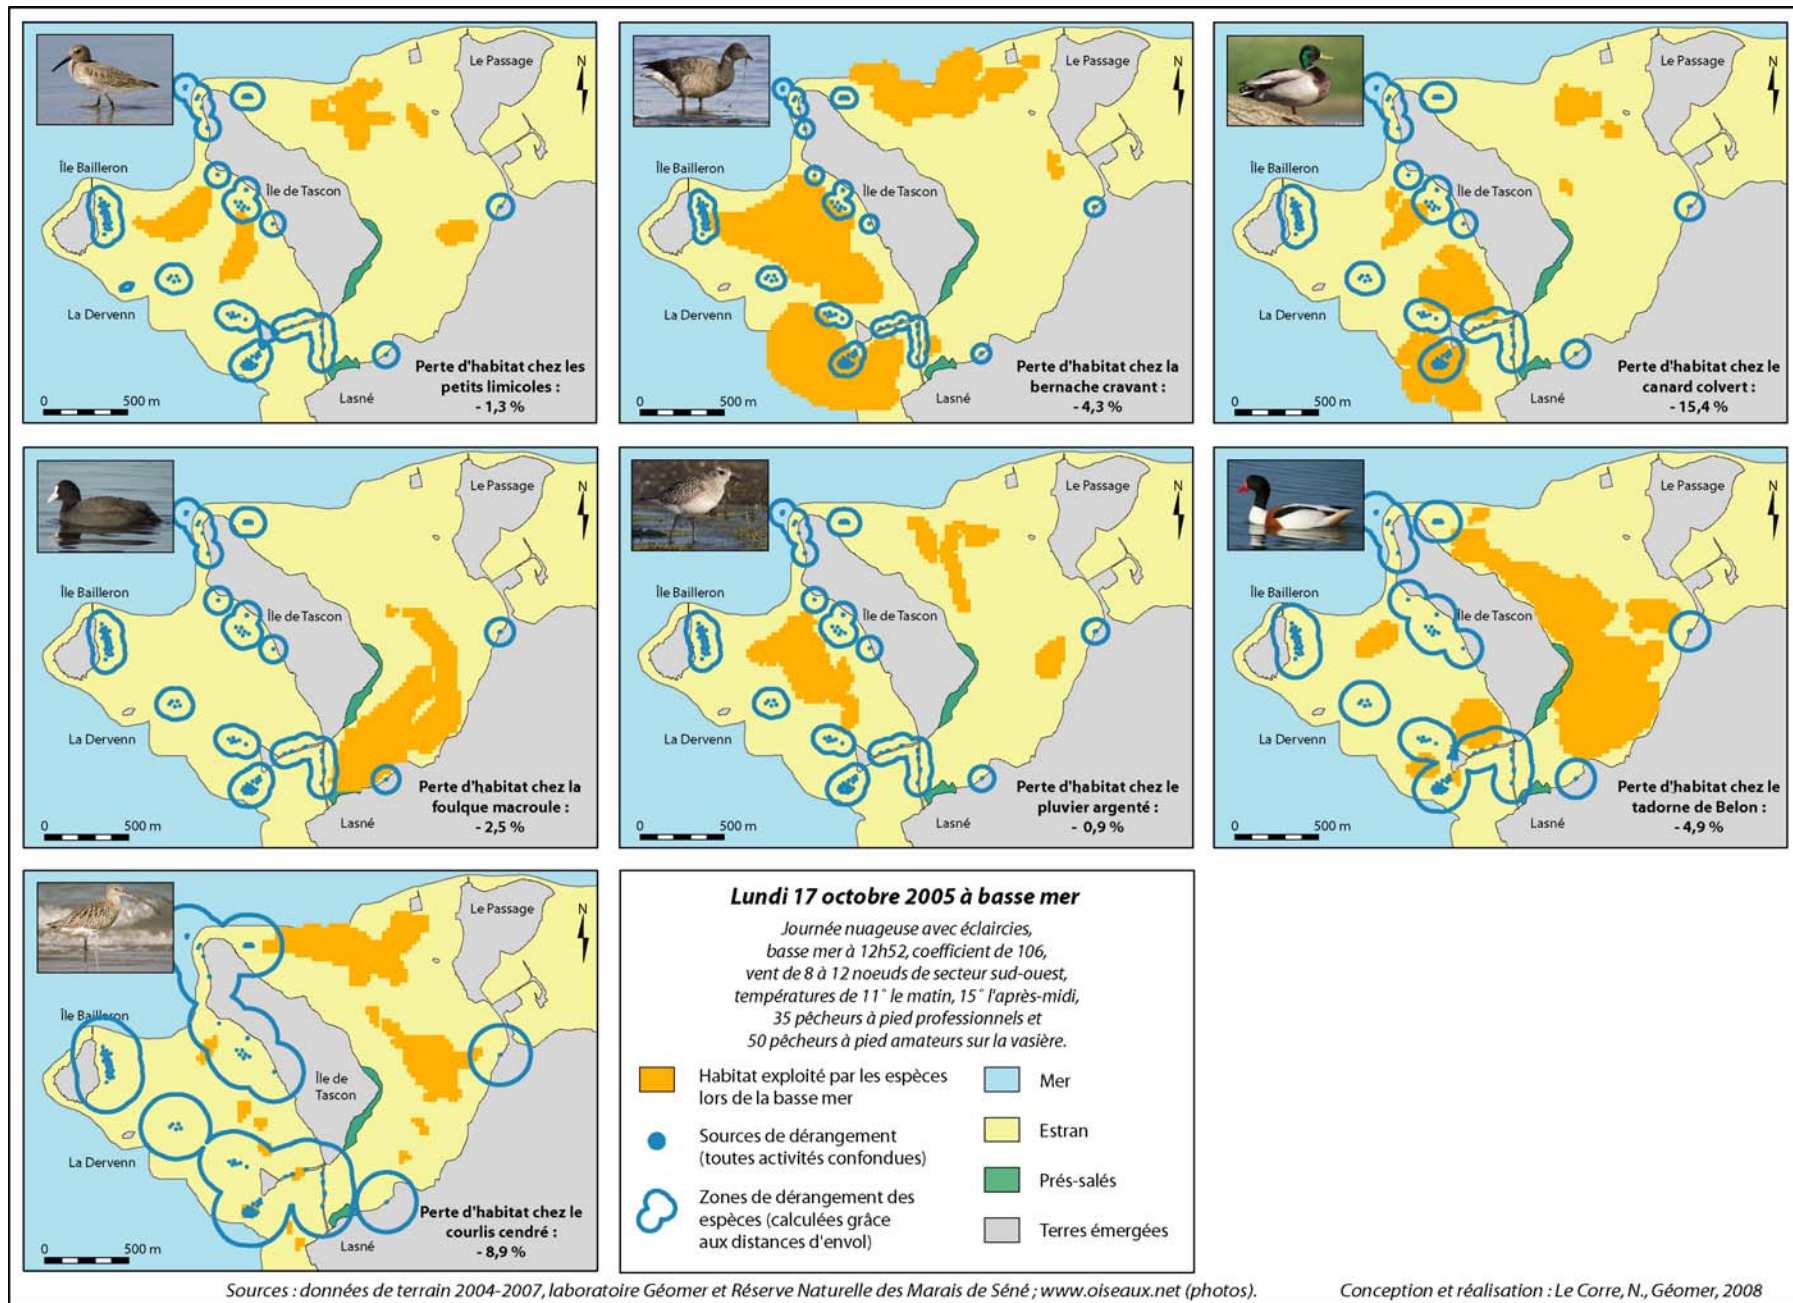 Le Passage
N
Île Bailleron
Île de Tascon
La Dervenn
Perte d'habitat chez les
petits limicoles :
- 1,3 %
0 500 m
Lasné
Le Passage
N
Île Bailleron
Île de Tascon
La Dervenn
Perte d'habitat chez la
bernache cravant :
- 4,3 %
0 500 m
Lasné
Le Passage
N
Île Bailleron
Île de Tascon
La Dervenn
Perte d'habitat chez le
canard colvert :
- 15,4 %
0 500 m
Lasné
Le Passage
N
Île Bailleron
Île de Tascon
La Dervenn
Perte d'habitat chez la
foulque macroule :
- 2,5 %
0 500 m
Lasné
Le Passage
N
Île Bailleron
Île de Tascon
La Dervenn
Perte d'habitat chez le
pluvier argenté :
- 0,9 %
0 500 m
Lasné
Le Passage
N
Île Bailleron
Île de Tascon
La Dervenn
Perte d'habitat chez le
tadorne de Belon :
- 4,9 %
0 500 m
Lasné
Le Passage
N
Île Bailleron
Île de
Tascon
La Dervenn
Perte d'habitat chez le
courlis cendré :
- 8,9 %
0 500 m
Lasné
Lundi 17 octobre 2005 à basse mer
Journée nuageuse avec éclaircies,
basse mer à 12h52, coefficient de 106,
vent de 8 à 12 noeuds de secteur sud-ouest,
températures de 11° le matin, 15° l'après-midi,
35 pêcheurs à pied professionnels et
50 pêcheurs à pied amateurs sur la vasière.
Habitat exploité par les espèces
lors de la basse mer
Sources de dérangement
(toutes activités confondues)
Zones de dérangement des
espèces (calculées grâce
aux distances d'envol)
Mer
Estran
Prés-salés
Terres émergées
Sources : données de terrain 2004-2007, laboratoire Géomer et Réserve Naturelle des Marais de Séné ; www.oiseaux.net (photos).
Conception et réalisation : Le Corre, N., Géomer, 2008